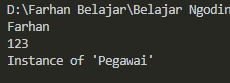 D:\Farhan Belajar\Belajar Ngodin
Farhan
123
Instance of 'Pegawai'